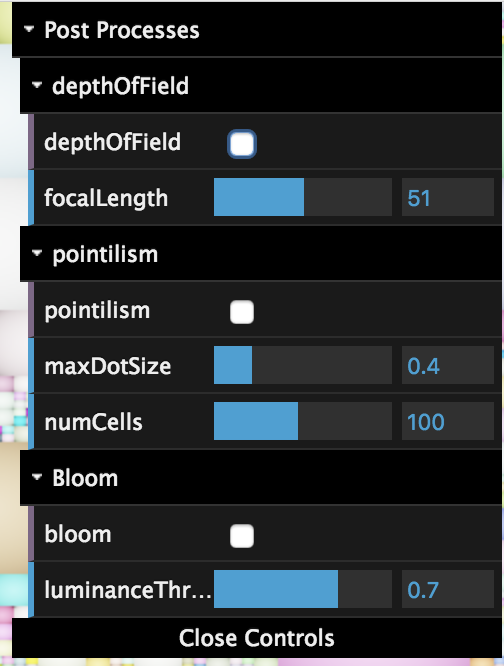 Post Processes
depthOfField
depthOfField
focalLength 51
pointilism
pointilism
maxDotSize 0.4
numCells 100
Bloom
bloom
luminanceThr... 0.7
Close Controls